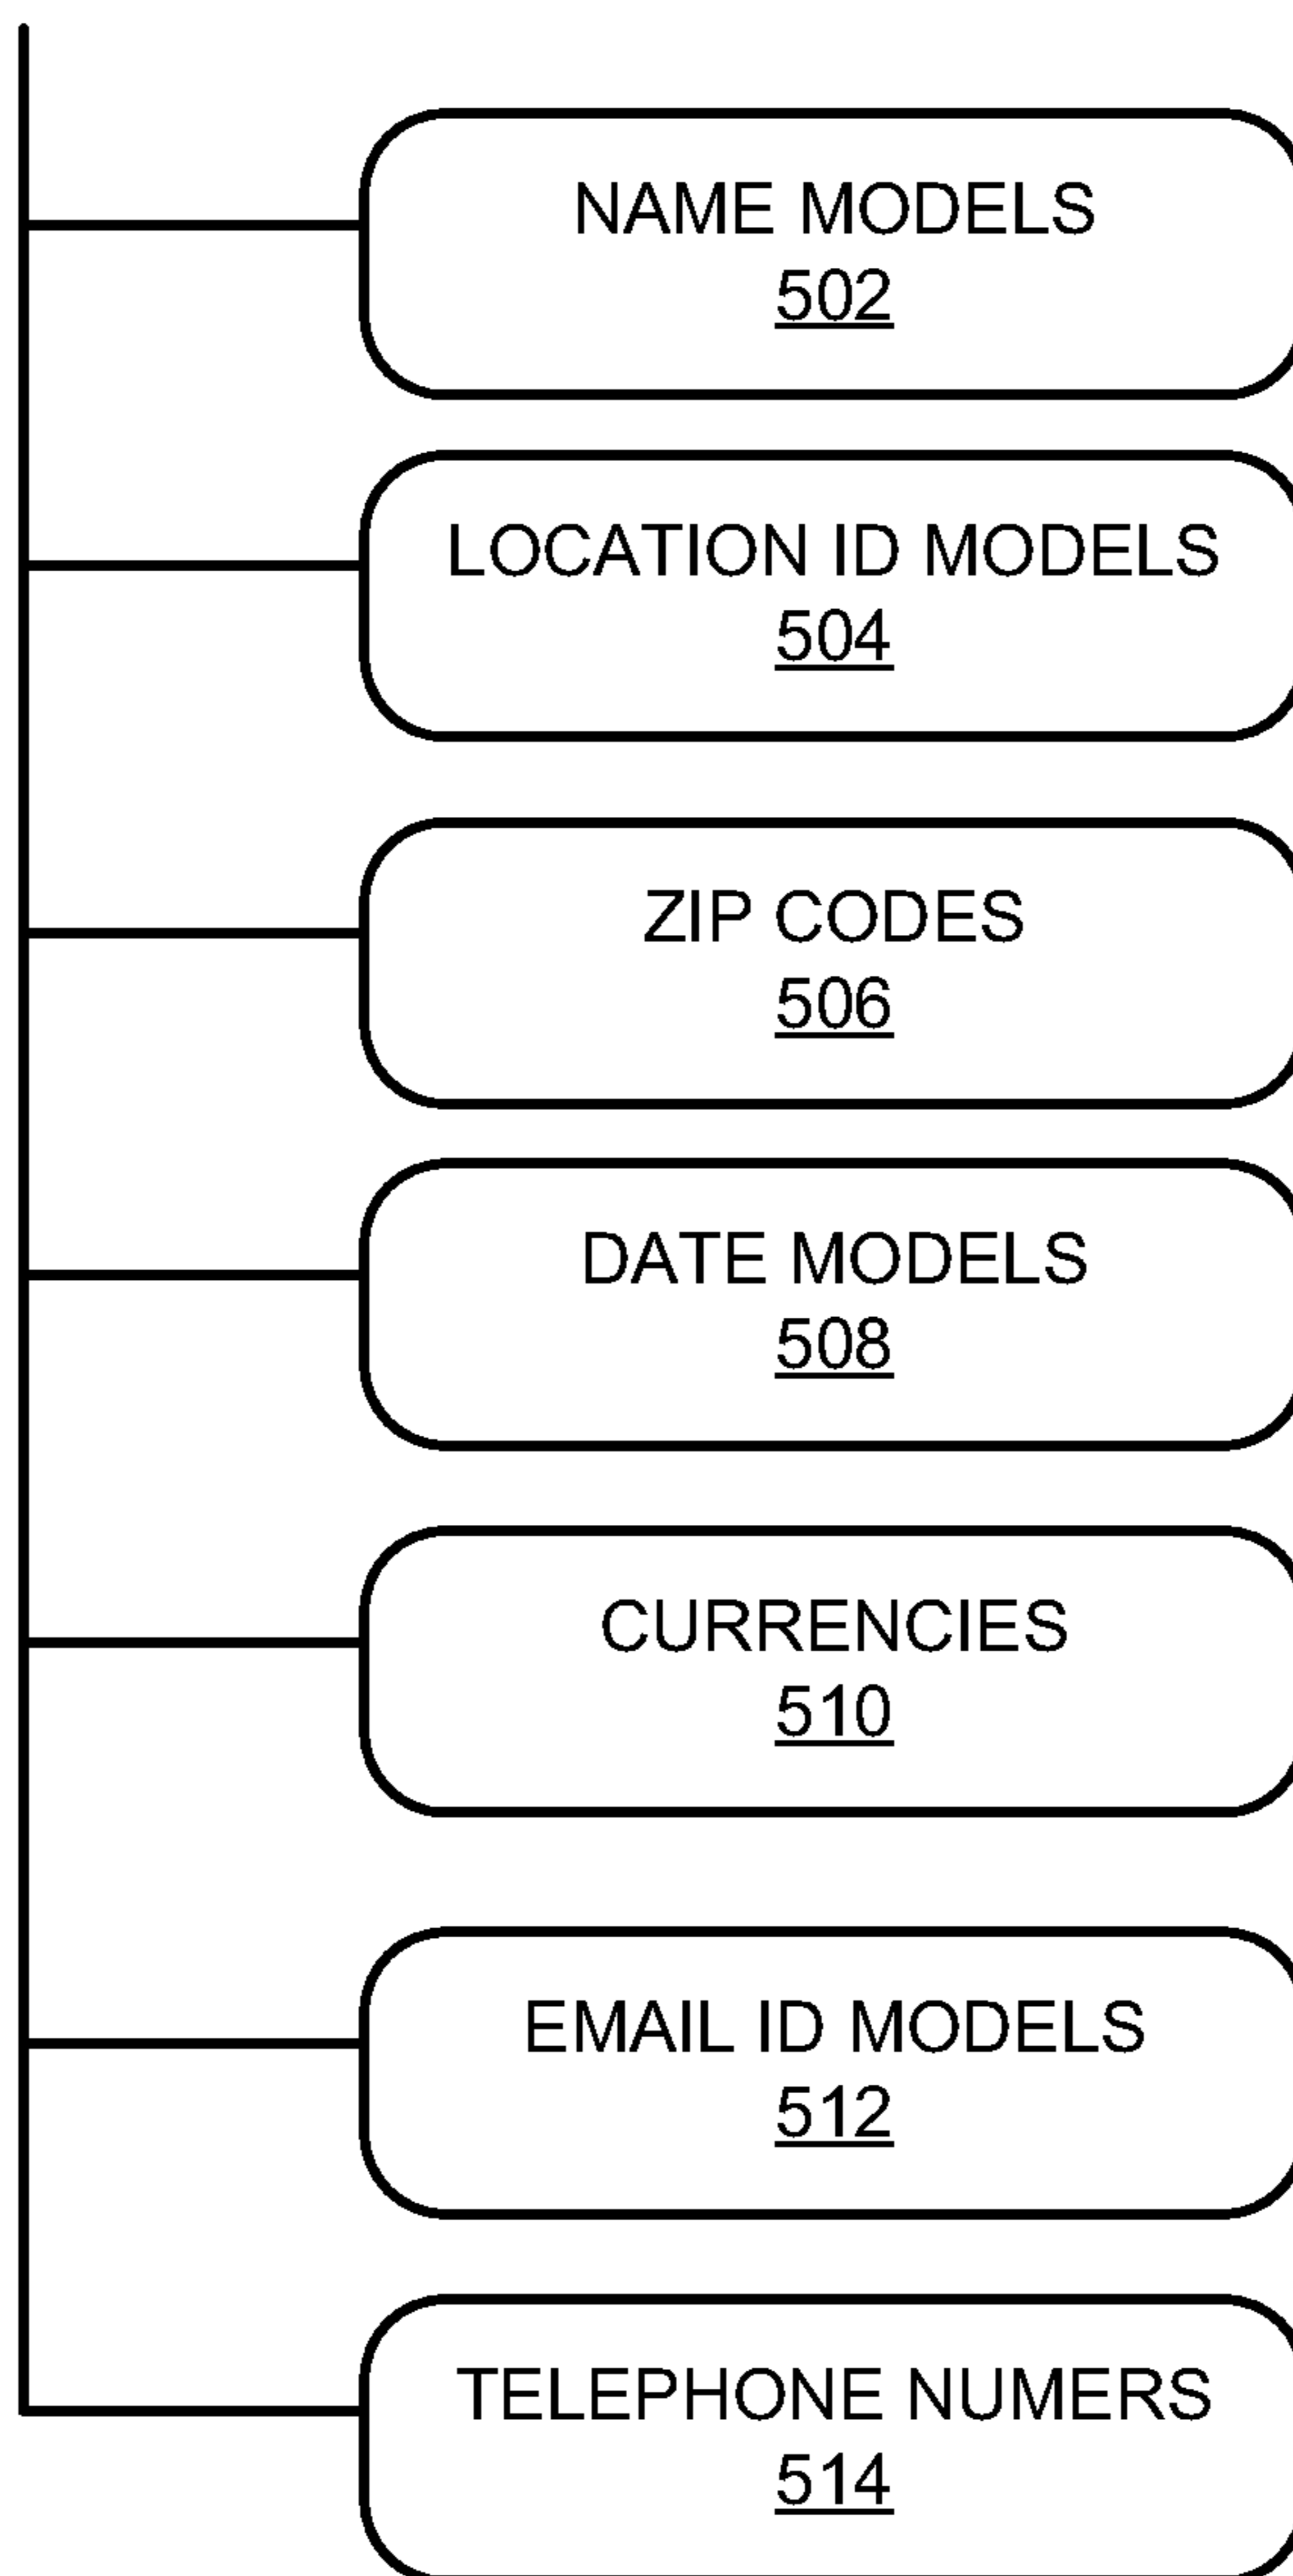 NAME MODELS
502
LOCATION ID MODELS
504
ZIP CODES
506
DATE MODELS
508
CURRENCIES
510
EMAIL ID MODELS
512
TELEPHONE NUMERS
514